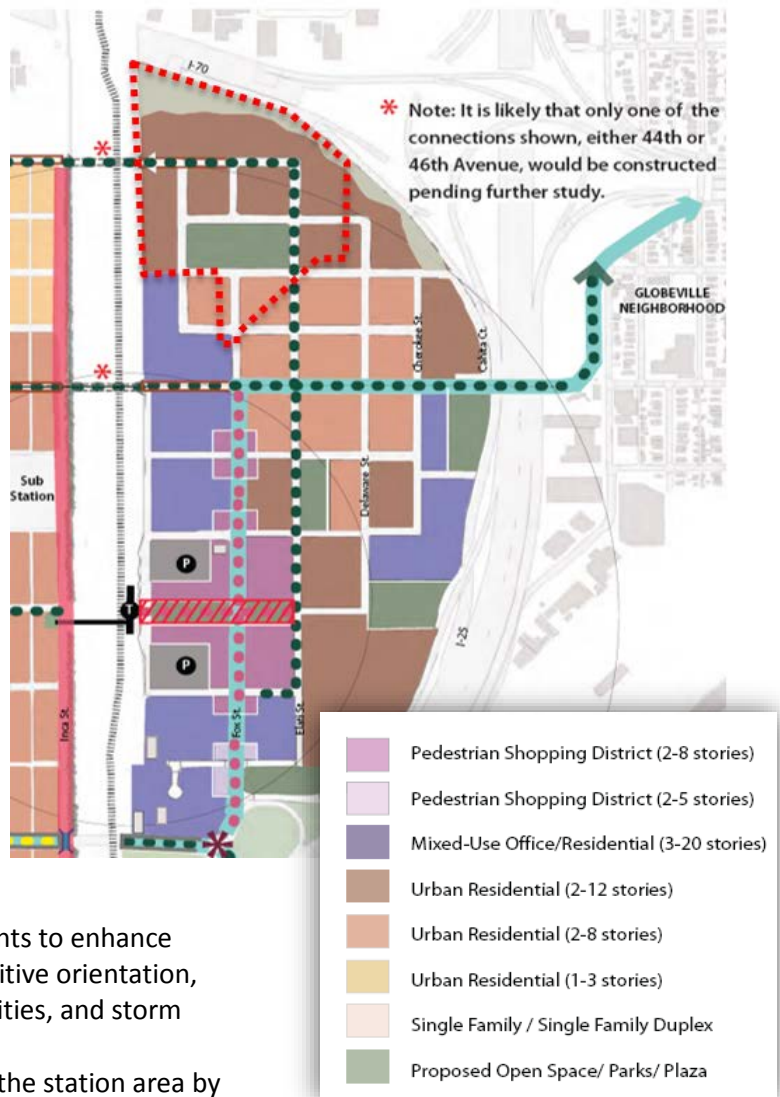 I-70
* Note: It is likely that only one of the
connections shown, either 44th or
46th Avenue, would be constructed
pending further study.
*
GLOBEVILLE
NEIGHBORHOOD
Cherokee St.
Cahita Ct.
*
Sub
Station
Delaware St.
P
T
P
I-25
Inca St.
Fox St.
Elati St.
Pedestrian Shopping District (2-8 stories)
Pedestrian Shopping District (2-5 stories)
Mixed-Use Office/Residential (3-20 stories)
Urban Residential (2-12 stories)
Urban Residential (2-8 stories)
Urban Residential (1-3 stories)
Single Family / Single Family Duplex
Proposed Open Space/ Parks/ Plaza
nts to enhance
itive orientation,
ities, and storm
the station area by